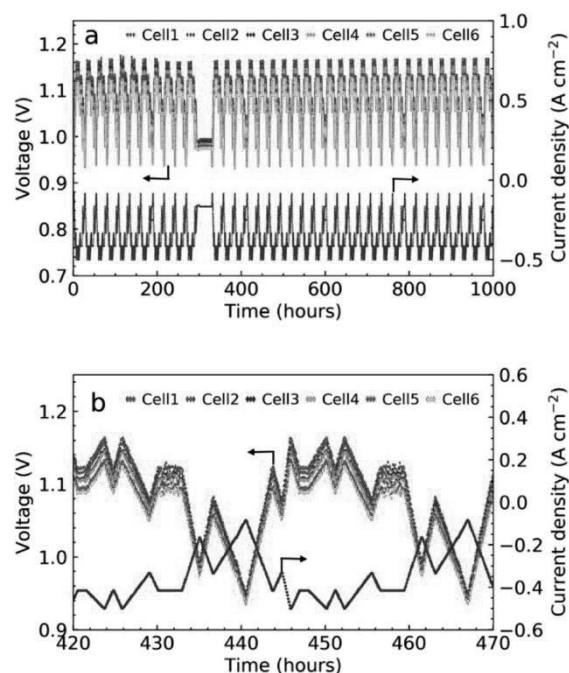 a
Cell1 Cell2 Cell3 Cell4 Cell5 Cell6
Voltage (V)
1.2
1.1
1.0
0.9
0.8
0.7
Current density (A cm⁻²)
1.0
0.5
0.0
−0.5
0 200 400 600 800 1000
Time (hours)
b
Cell1 Cell2 Cell3 Cell4 Cell5 Cell6
Voltage (V)
1.2
1.1
1.0
0.9
Current density (A cm⁻²)
0.6
0.4
0.2
0.0
−0.2
−0.4
−0.6
420 430 440 450 460 470
Time (hours)